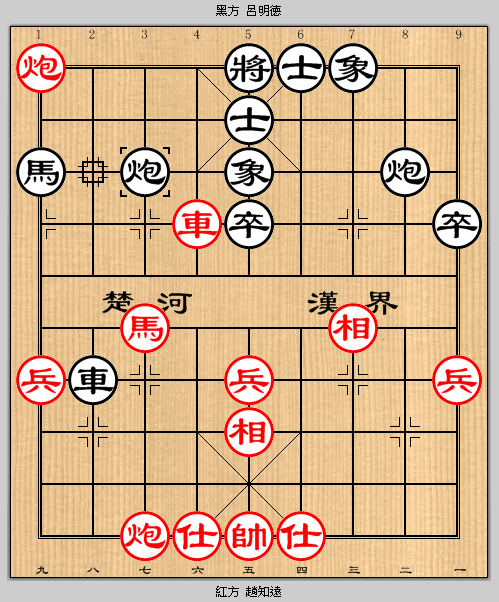 黑方 呂明德
1 2 3 4 5 6 7 8 9
炮 將 士 象
士
馬 炮 象 炮
車 卒 卒
楚 河 漢 界
馬 相
兵 車 兵 兵
相
炮 仕 帥 仕
九 八 七 六 五 四 三 二 一
紅方 趙知遠